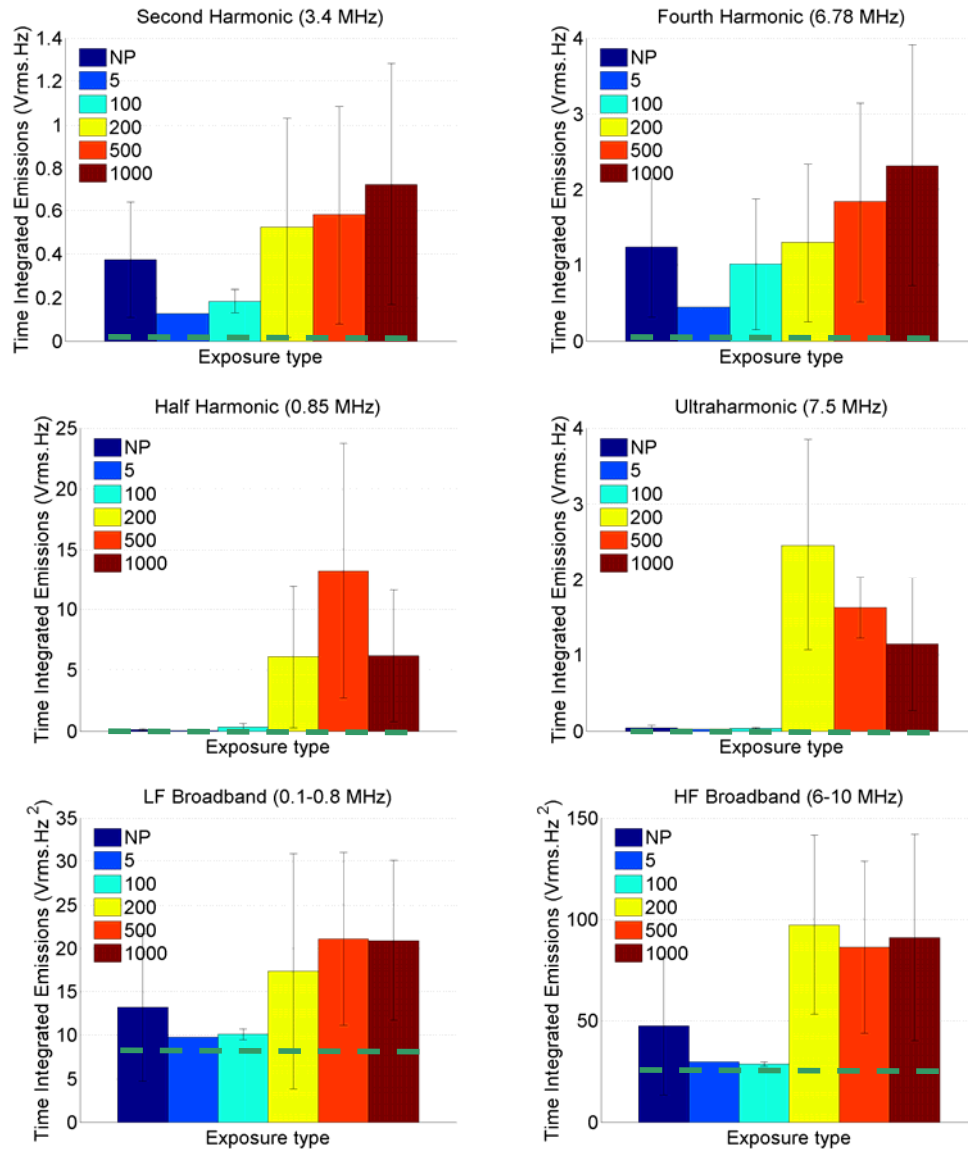 Second Harmonic (3.4 MHz)
Time Integrated Emissions (Vrms.Hz)
1.4
1.2
1
0.8
0.6
0.4
0.2
0
NP
5
100
200
500
1000
Exposure type
Fourth Harmonic (6.78 MHz)
Time Integrated Emissions (Vrms.Hz)
4
3
2
1
0
NP
5
100
200
500
1000
Exposure type
Half Harmonic (0.85 MHz)
Time Integrated Emissions (Vrms.Hz)
25
20
15
10
5
0
NP
5
100
200
500
1000
Exposure type
Ultraharmonic (7.5 MHz)
Time Integrated Emissions (Vrms.Hz)
4
3
2
1
0
NP
5
100
200
500
1000
Exposure type
LF Broadband (0.1-0.8 MHz)
Time Integrated Emissions (Vrms.Hz²)
35
30
25
20
15
10
5
0
NP
5
100
200
500
1000
Exposure type
HF Broadband (6-10 MHz)
Time Integrated Emissions (Vrms.Hz²)
150
100
50
0
NP
5
100
200
500
1000
Exposure type